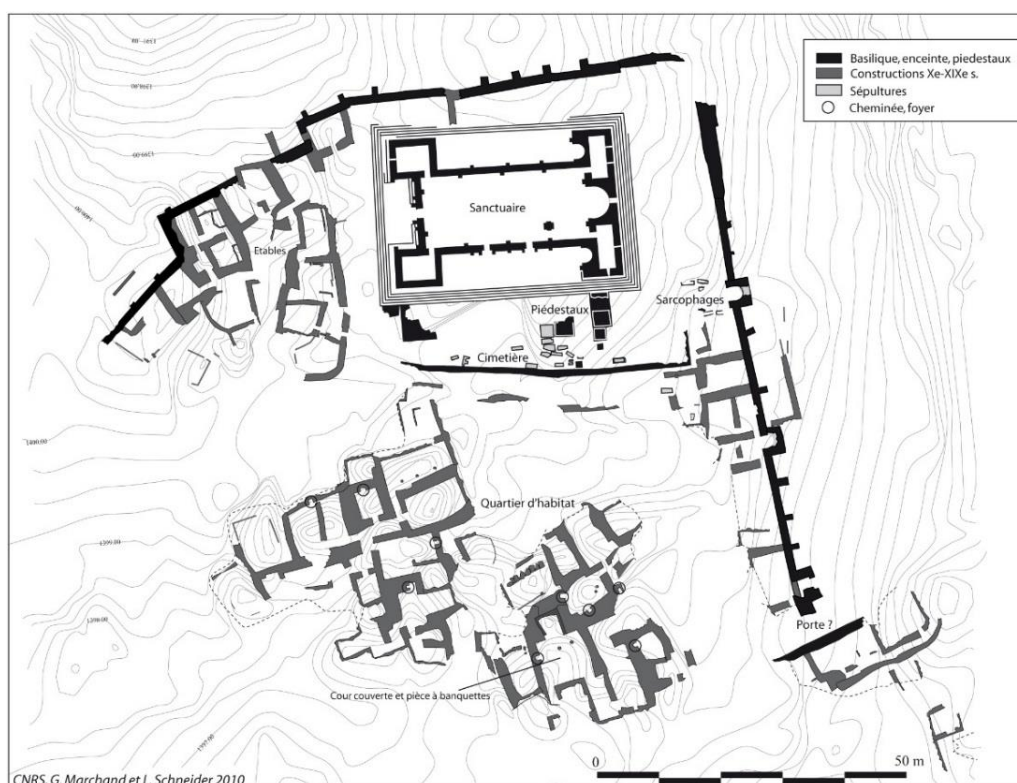 Basilique, enceinte, piedestaux
Constructions Xe-XIXe s.
Sépultures
Cheminée, foyer
Sanctuaire
Etables
Sarcophages
Piédestaux
Cimetière
Quartier d'habitat
Porte ?
Cour couverte et pièce à banquettes
0 50 m
CNRS, G. Marchand et L. Schneider 2010